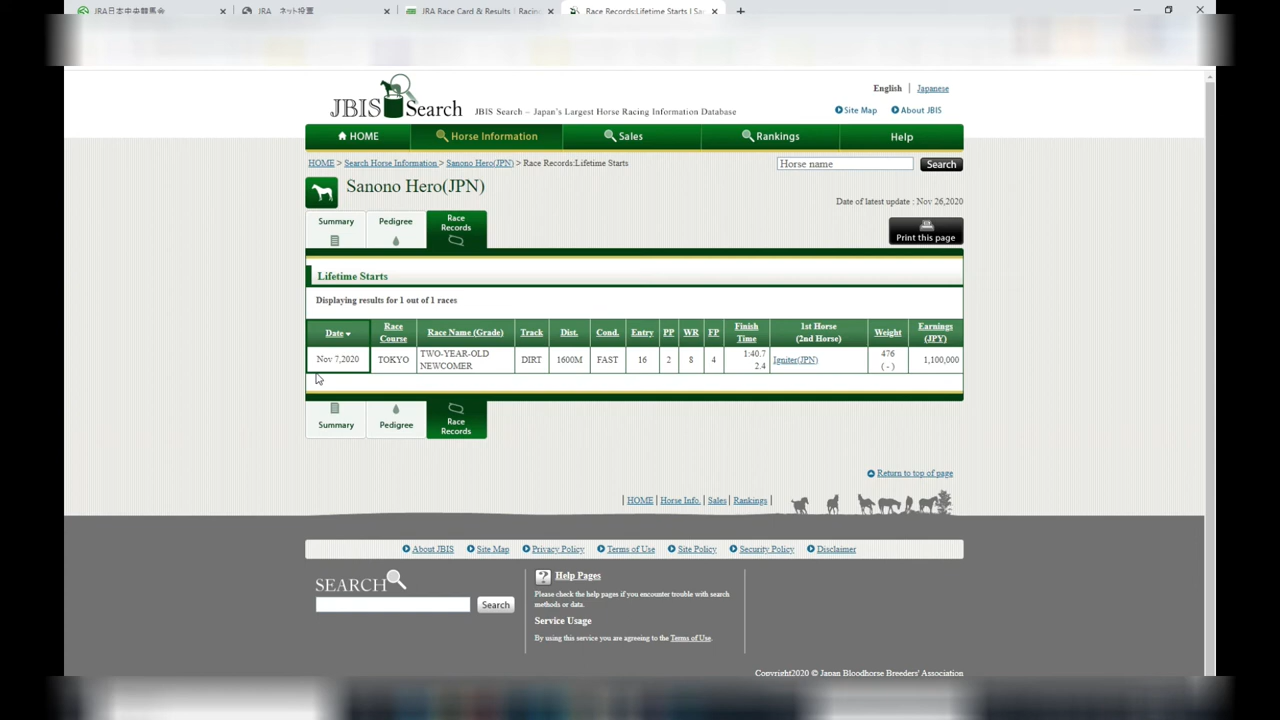 JRA日本中央競馬会
JRA ネット投票
JRA Race Card & Results | Racin
Race Records:Lifetime Starts | Sa
JBIS Search
JBIS Search – Japan's Largest Horse Racing Information Database
English | Japanese
Site Map About JBIS
HOME Horse Information Sales Rankings Help
HOME > Search Horse Information > Sanono Hero(JPN) > Race Records:Lifetime Starts
Horse name Search
Sanono Hero(JPN)
Date of latest update : Nov 26,2020
Summary Pedigree Race Records
Print this page
Lifetime Starts
Displaying results for 1 out of 1 races
Date Race Course Race Name (Grade) Track Dist. Cond. Entry PP WR FP Finish Time 1st Horse (2nd Horse) Weight Earnings (JPY)
Nov 7,2020 TOKYO TWO-YEAR-OLD NEWCOMER DIRT 1600M FAST 16 2 8 4 1:40.7 2.4 Igniter(JPN) 476 ( - ) 1,100,000
Summary Pedigree Race Records
Return to top of page
| HOME | Horse Info. | Sales | Rankings |
About JBIS Site Map Privacy Policy Terms of Use Site Policy Security Policy Disclaimer
SEARCH
Search
? Help Pages
Please check the help pages if you encounter trouble with search
methods or data.
Service Usage
By using this service you are agreeing to the Terms of Use.
Copyright2020 © Japan Bloodhorse Breeders' Association